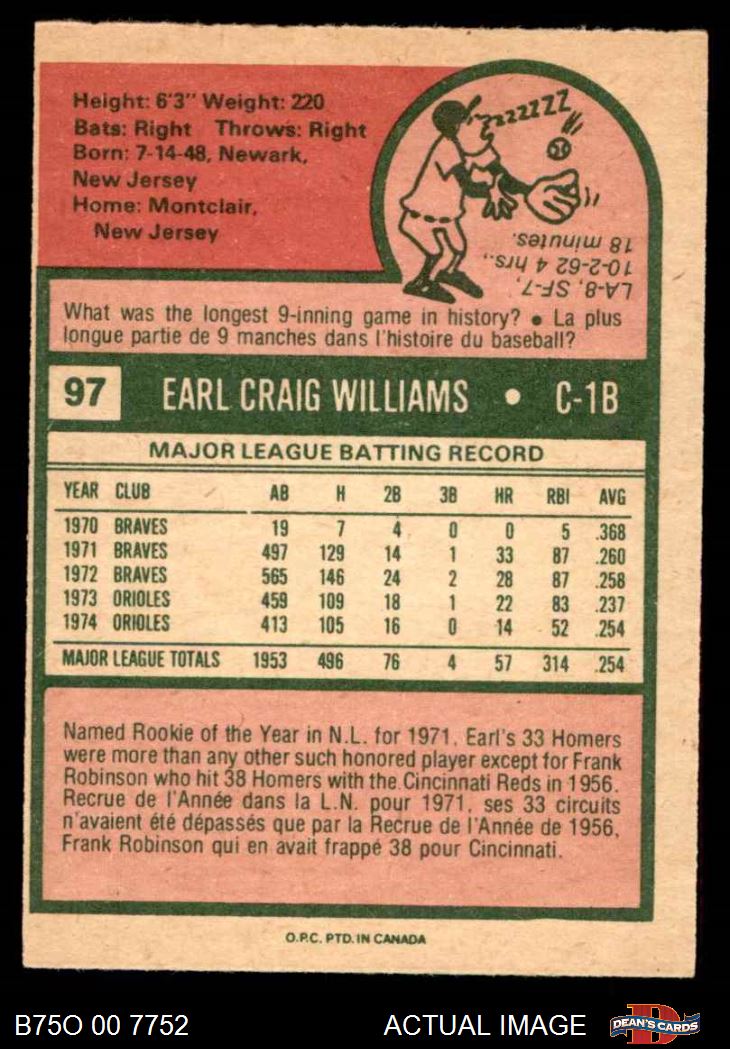 Height: 6'3" Weight: 220
Bats: Right Throws: Right
Born: 7-14-48, Newark,
New Jersey
Home: Montclair,
New Jersey
zzzzzzz
LA-8, SF-7,
10-2-62 4 hrs.,
18 minutes.
What was the longest 9-inning game in history? • La plus
longue partie de 9 manches dans l'histoire du baseball?
97 EARL CRAIG WILLIAMS • C-1B
MAJOR LEAGUE BATTING RECORD
YEAR CLUB AB H 2B 3B HR RBI AVG
1970 BRAVES 19 7 4 0 0 5 .368
1971 BRAVES 497 129 14 1 33 87 .260
1972 BRAVES 565 146 24 2 28 87 .258
1973 ORIOLES 459 109 18 1 22 83 .237
1974 ORIOLES 413 105 16 0 14 52 .254
MAJOR LEAGUE TOTALS 1953 496 76 4 57 314 .254
Named Rookie of the Year in N.L. for 1971, Earl's 33 Homers
were more than any other such honored player except for Frank
Robinson who hit 38 Homers with the Cincinnati Reds in 1956.
Recrue de l'Année dans la L.N. pour 1971, ses 33 circuits
n'avaient été dépassés que par la Recrue de l'Année de 1956,
Frank Robinson qui en avait frappé 38 pour Cincinnati.
O.P.C. PTD. IN CANADA
B75O 00 7752 ACTUAL IMAGE DEAN'S CARDS